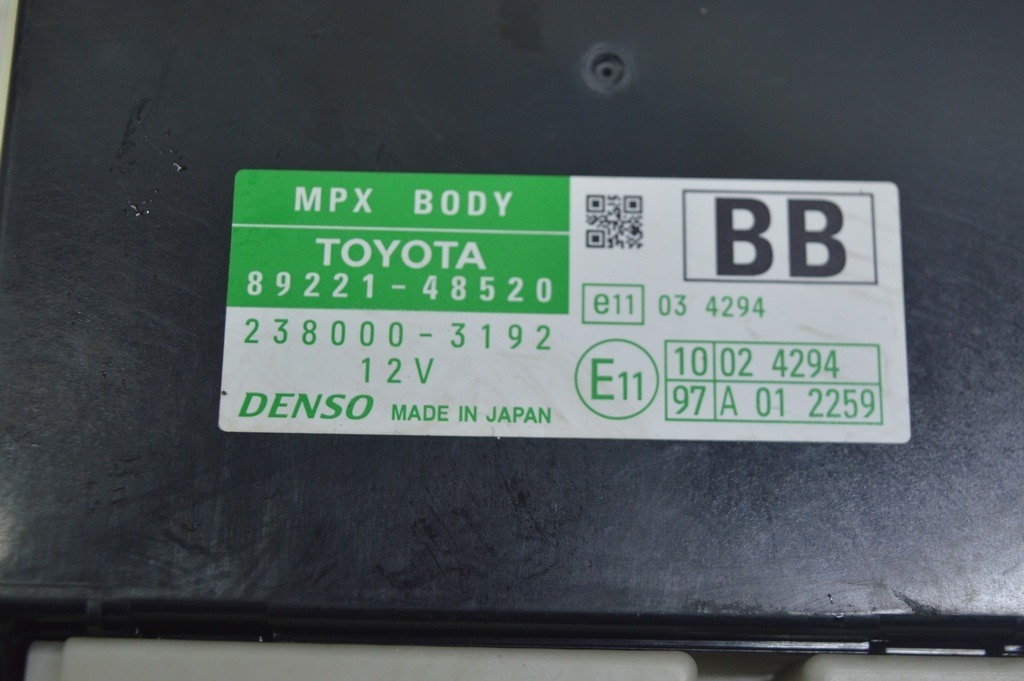 MPX BODY
TOYOTA
89221-48520
238000-3192
12V
DENSO MADE IN JAPAN
BB
e11 03 4294
E11
10 02 4294
97 A 01 2259